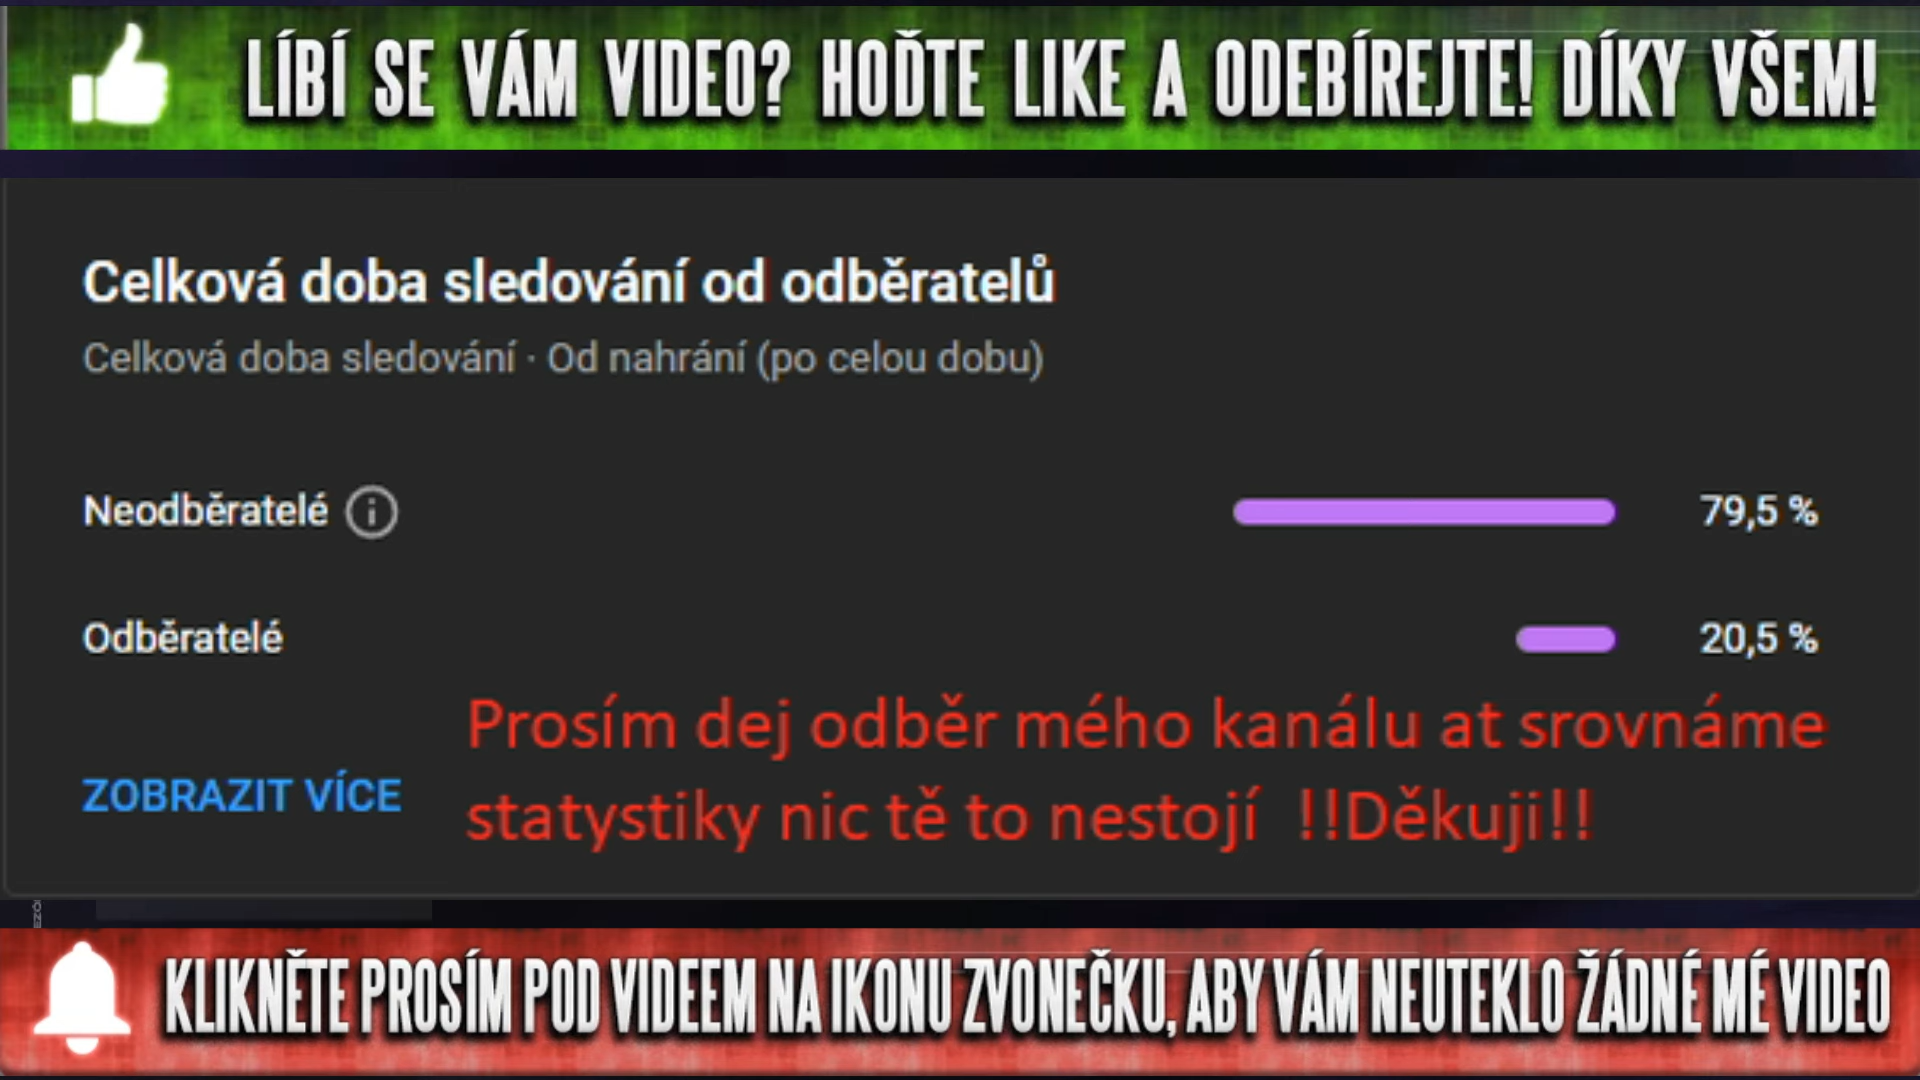 LÍBÍ SE VÁM VIDEO? HOĎTE LIKE A ODEBÍREJTE! DÍKY VŠEM!
Celková doba sledování od odběratelů
Celková doba sledování · Od nahrání (po celou dobu)
Neodběratelé 79,5 %
Odběratelé 20,5 %
Prosím dej odběr mého kanálu at srovnáme
statystiky nic tě to nestojí !!Děkuji!!
ZOBRAZIT VÍCE
KLIKNĚTE PROSÍM POD VIDEEM NA IKONU ZVONEČKU, ABY VÁM NEUTEKLO ŽÁDNÉ MÉ VIDEO